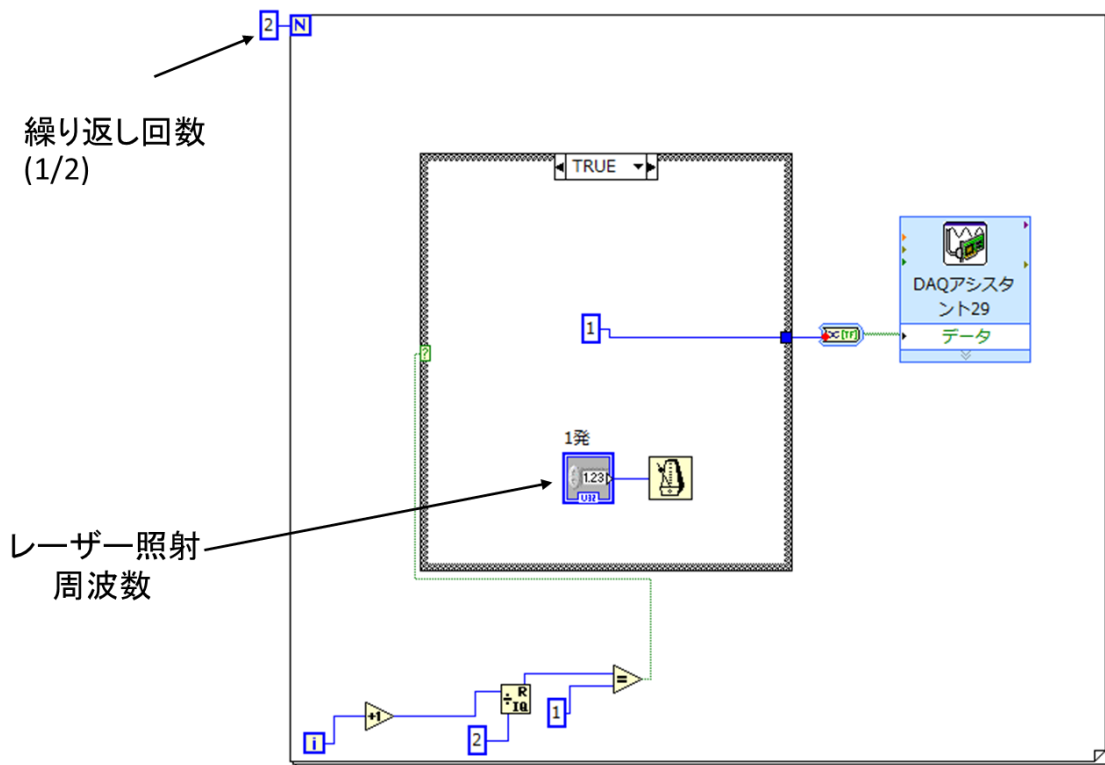 2 N
繰り返し回数
(1/2)
TRUE
DAQアシスタ
ント29
データ
1
[TF]
?
1発
1.23
U32
レーザー照射
周波数
R
IQ
=
+1
1
i
2